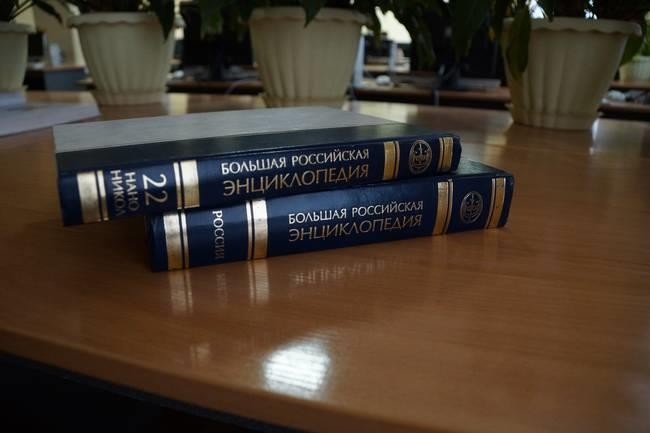 БОЛЬШАЯ РОССИЙСКАЯ
ЭНЦИКЛОПЕДИЯ
22
НАНО
НИКОЛ
БОЛЬШАЯ РОССИЙСКАЯ
ЭНЦИКЛОПЕДИЯ
РОССИЯ